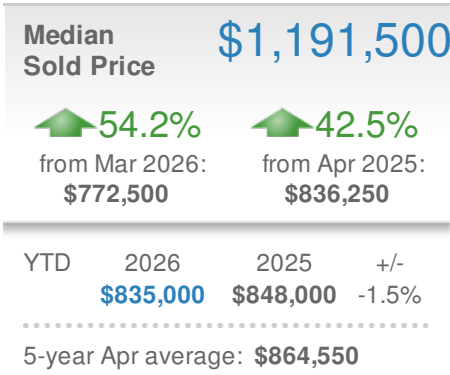 Median $1,191,500
Sold Price
54.2% 42.5%
from Mar 2026: from Apr 2025:
$772,500 $836,250
YTD 2026 2025 +/-
$835,000 $848,000 -1.5%
5-year Apr average: $864,550